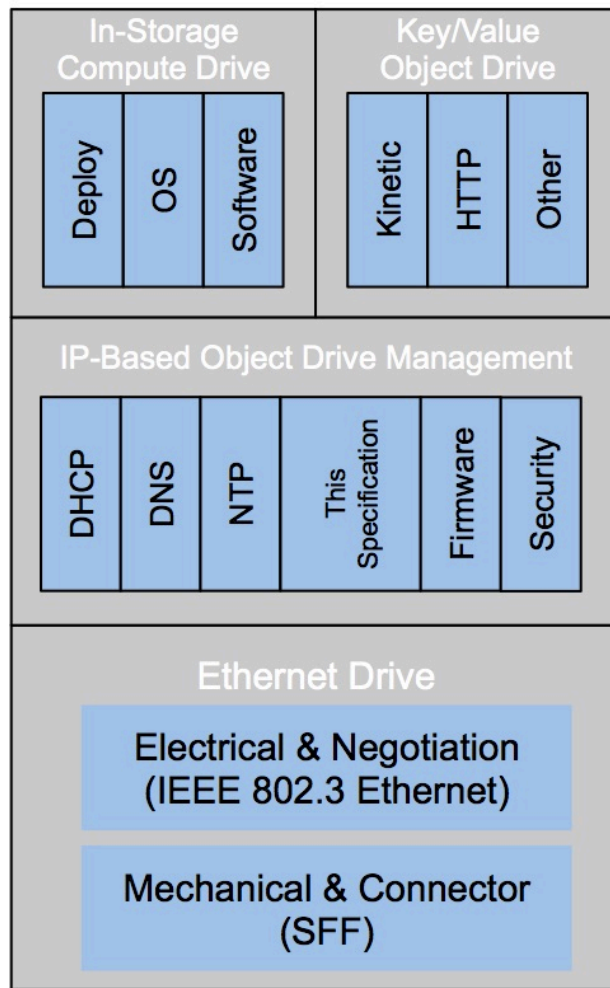 In-Storage
Compute Drive
Deploy
OS
Software
Key/Value
Object Drive
Kinetic
HTTP
Other
IP-Based Object Drive Management
DHCP
DNS
NTP
This
Specification
Firmware
Security
Ethernet Drive
Electrical & Negotiation
(IEEE 802.3 Ethernet)
Mechanical & Connector
(SFF)